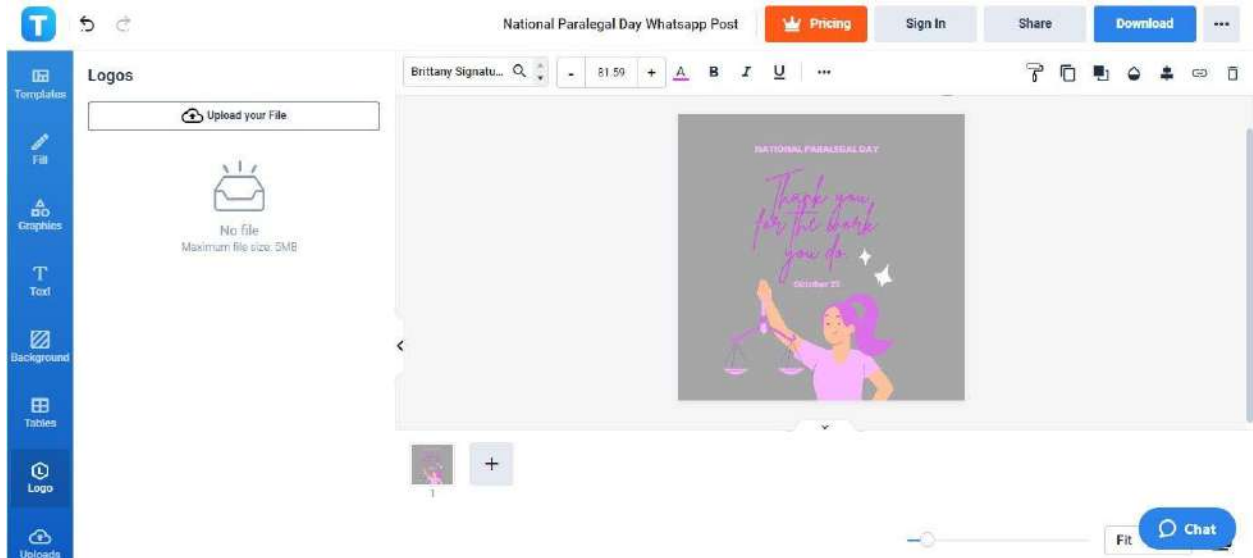 T
National Paralegal Day Whatsapp Post
Pricing
Sign In
Share
Download
Templates
Fill
Graphics
Text
Background
Tables
Logo
Uploads
Logos
Upload your File
No file
Maximum file size: 5MB
Brittany Signatu...
- 81.59 +
A B I U
NATIONAL PARALEGAL DAY
Thank you
for the work
you do
October
1
Fit
Chat